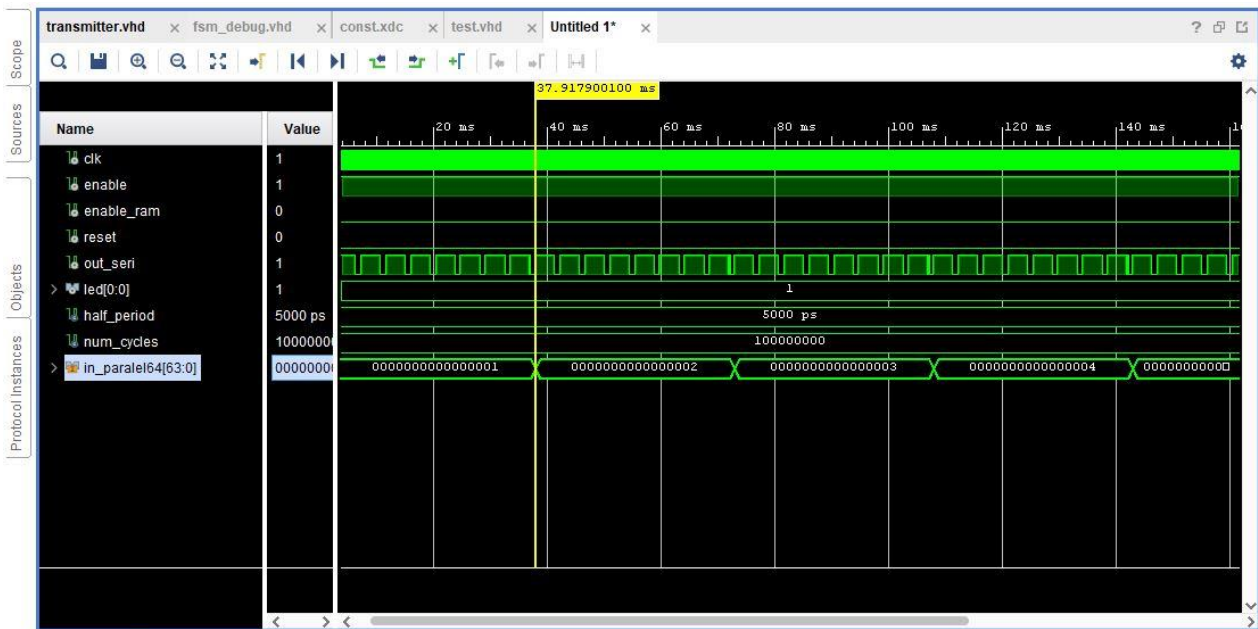 transmitter.vhd × fsm_debug.vhd × const.xdc × test.vhd × Untitled 1* ×
Scope
Sources
Objects
Protocol Instances
37.917900100 ms
Name Value
20 ms 40 ms 60 ms 80 ms 100 ms 120 ms 140 ms
clk 1
enable 1
enable_ram 0
reset 0
out_seri 1
led[0:0] 1 1
half_period 5000 ps 5000 ps
num_cycles 10000000 100000000
in_paralel64[63:0] 00000000 0000000000000001 0000000000000002 0000000000000003 0000000000000004 0000000000